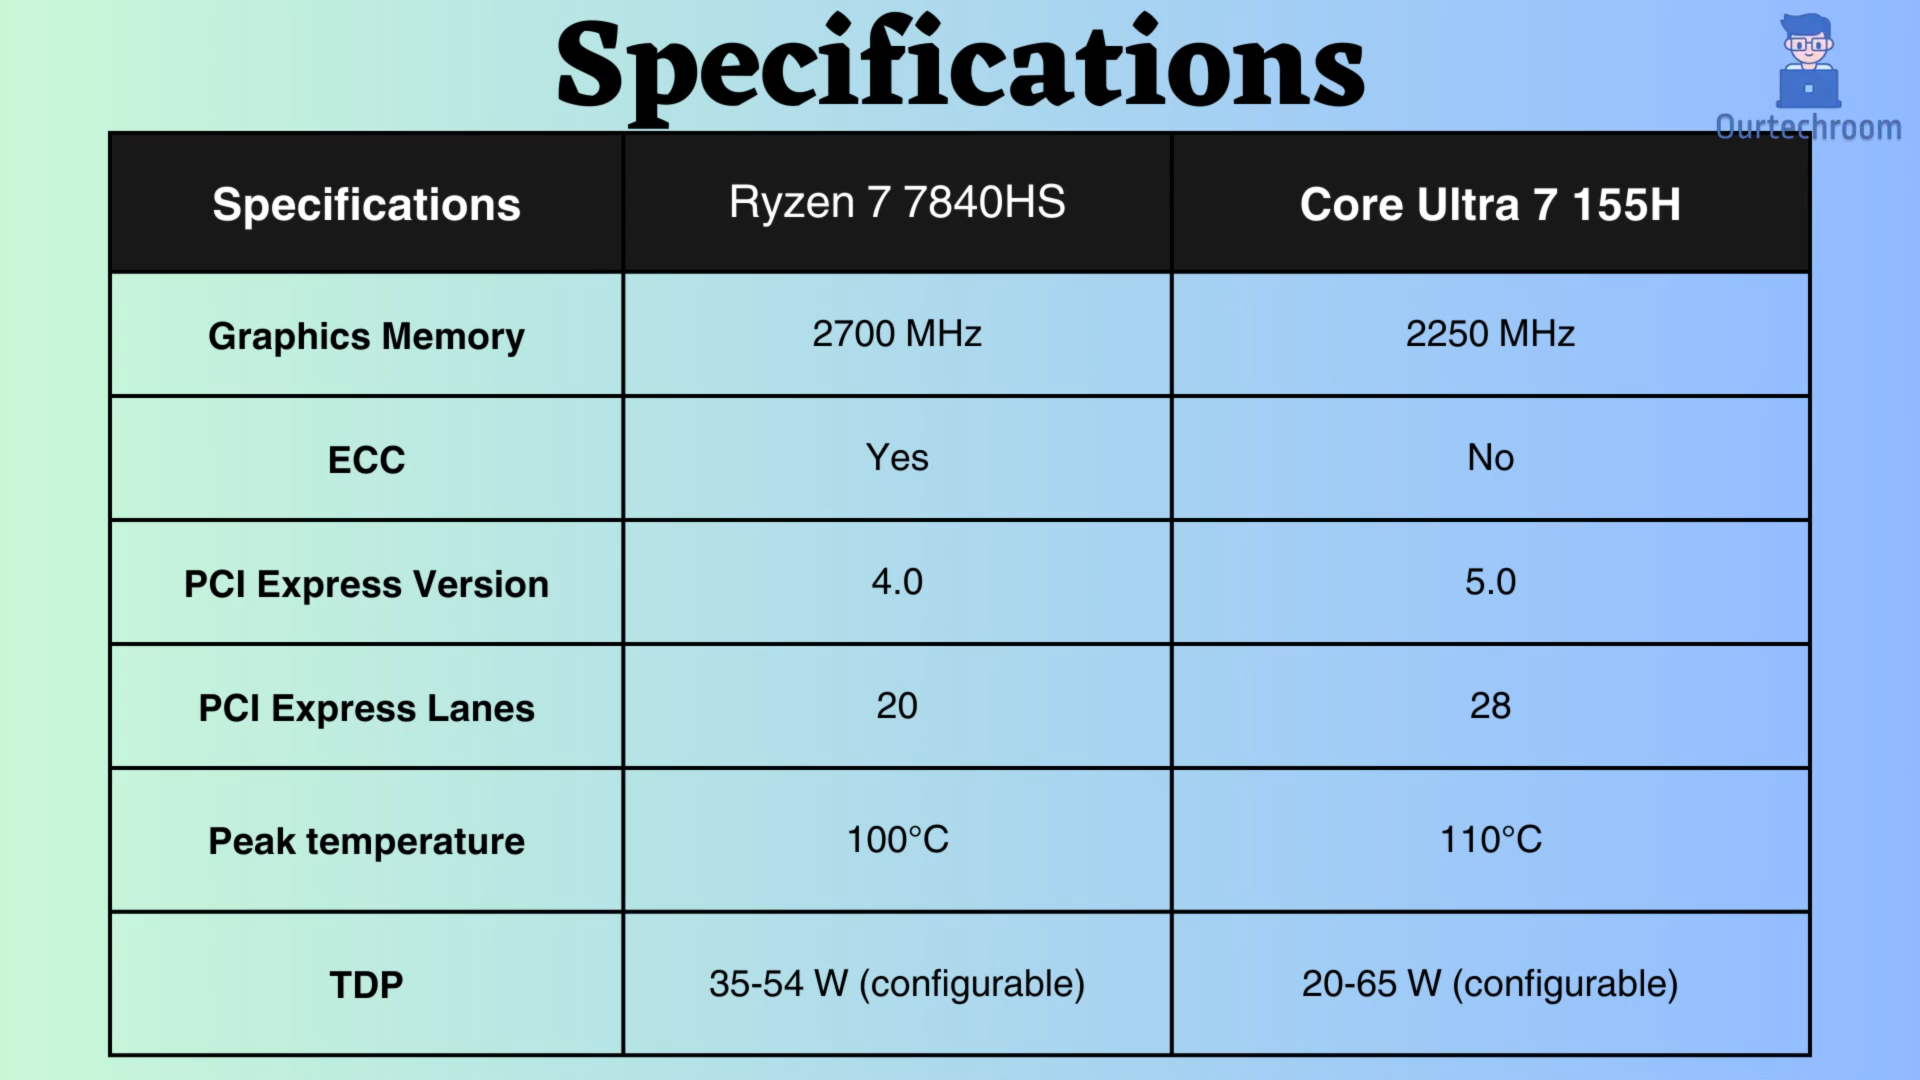 Specifications
Ourtechroom
Specifications Ryzen 7 7840HS Core Ultra 7 155H
Graphics Memory 2700 MHz 2250 MHz
ECC Yes No
PCI Express Version 4.0 5.0
PCI Express Lanes 20 28
Peak temperature 100°C 110°C
TDP 35-54 W (configurable) 20-65 W (configurable)